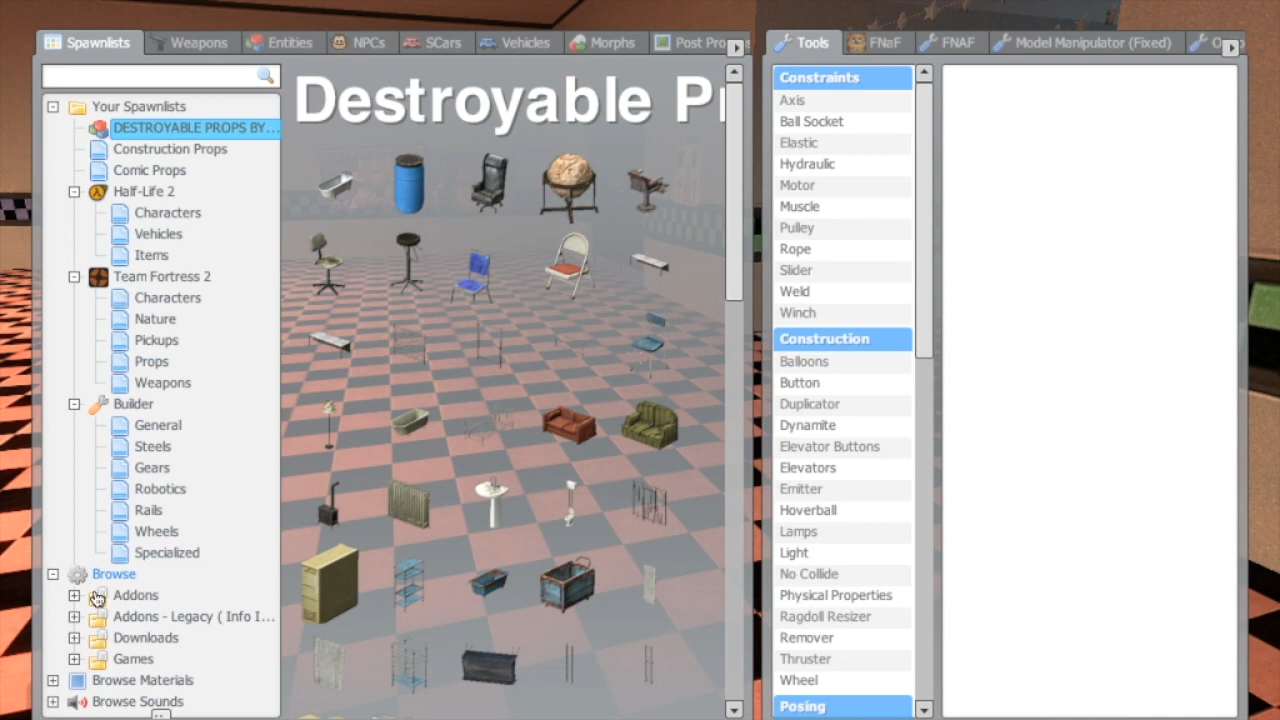 Spawnlists Weapons Entities NPCs SCars Vehicles Morphs Post Pro
Your Spawnlists
DESTROYABLE PROPS BY...
Construction Props
Comic Props
Half-Life 2
Characters
Vehicles
Items
Team Fortress 2
Characters
Nature
Pickups
Props
Weapons
Builder
General
Steels
Gears
Robotics
Rails
Wheels
Specialized
Browse
Addons
Addons - Legacy ( Info I...
Downloads
Games
Browse Materials
Browse Sounds
Destroyable Pr
Tools FNaF FNAF Model Manipulator (Fixed)
Constraints
Axis
Ball Socket
Elastic
Hydraulic
Motor
Muscle
Pulley
Rope
Slider
Weld
Winch
Construction
Balloons
Button
Duplicator
Dynamite
Elevator Buttons
Elevators
Emitter
Hoverball
Lamps
Light
No Collide
Physical Properties
Ragdoll Resizer
Remover
Thruster
Wheel
Posing